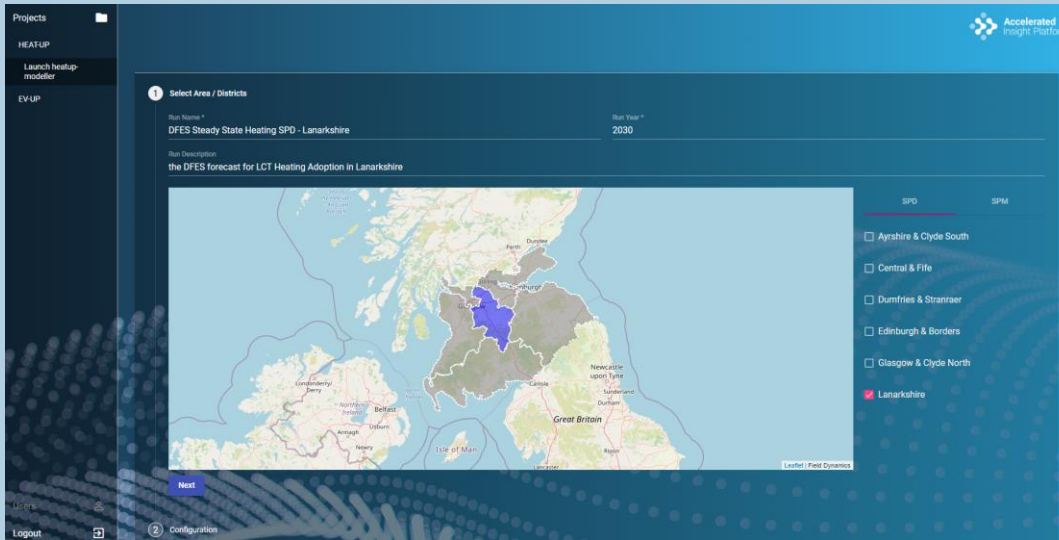 Projects
HEAT-UP
Launch heatup-
modeller
EV-UP
Users
Logout
Accelerated
Insight Platfo
1 Select Area / Districts
Run Name *
DFES Steady State Heating SPD - Lanarkshire
Run Year *
2030
Run Description
the DFES forecast for LCT Heating Adoption in Lanarkshire
Dundee
Perth
Newcastle
upon Tyne
Sunderland
Durham
Carlisle
Londonderry/
Derry
Northern
Ireland
Belfast
Lisburn
Armagh
Newry
Isle of Man
Great Britain
Ripon
Lancaster
Leaflet | Field Dynamics
SPD
SPM
Ayrshire & Clyde South
Central & Fife
Dumfries & Stranraer
Edinburgh & Borders
Glasgow & Clyde North
Lanarkshire
Next
2 Configuration